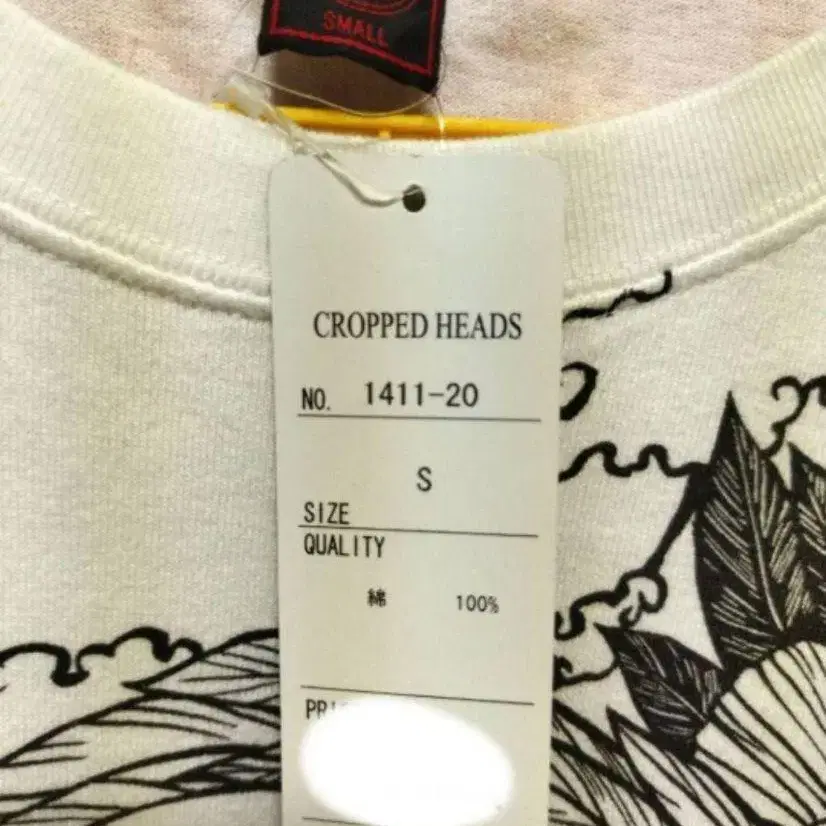 SMALL
CROPPED HEADS
NO. 1411-20
S
SIZE
QUALITY
綿 100%